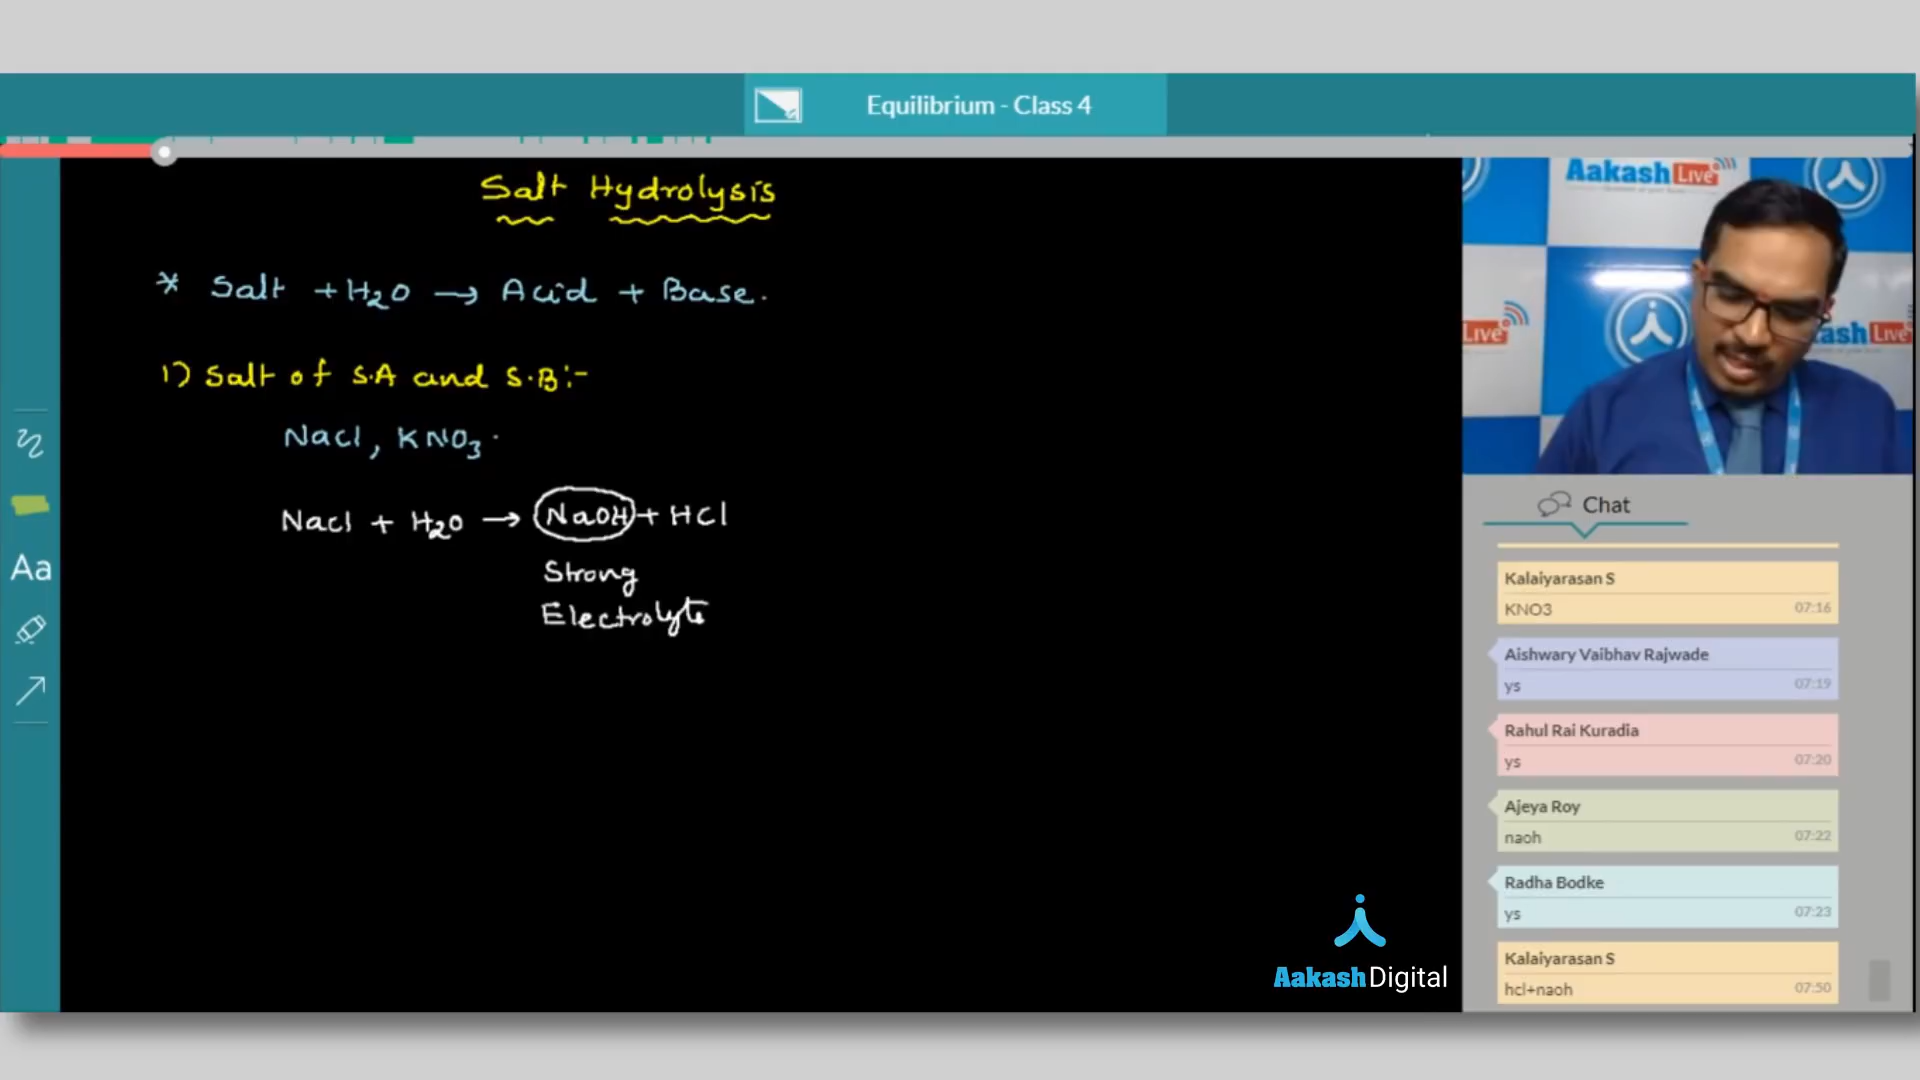 Equilibrium - Class 4
Salt Hydrolysis
* Salt + H2O → Acid + Base.
1) Salt of S.A and S.B:-
NaCl, KNO3.
NaCl + H2O → NaOH + HCl
Strong
Electrolyte
Aa
AakashDigital
Aakash Live
Live
ash Live
Chat
Kalaiyarasan S
KNO3 07:16
Aishwary Vaibhav Rajwade
ys 07:19
Rahul Rai Kuradia
ys 07:20
Ajeya Roy
naoh 07:22
Radha Bodke
ys 07:23
Kalaiyarasan S
hcl+naoh 07:50